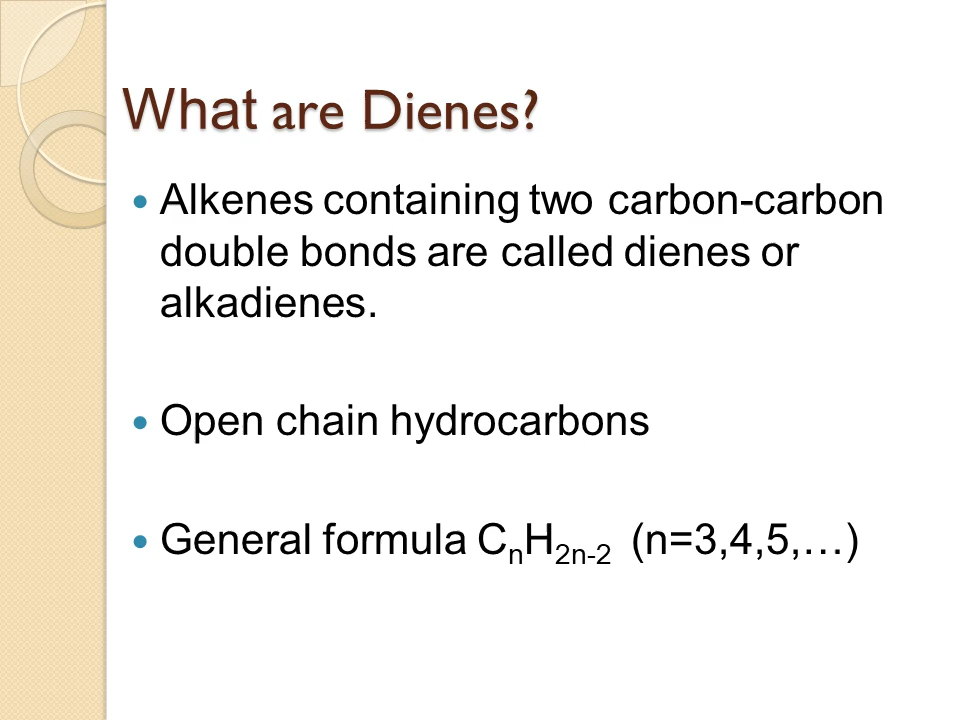 What are Dienes?
• Alkenes containing two carbon-carbon
double bonds are called dienes or
alkadienes.
• Open chain hydrocarbons
• General formula CₙH₂ₙ₋₂ (n=3,4,5,…)